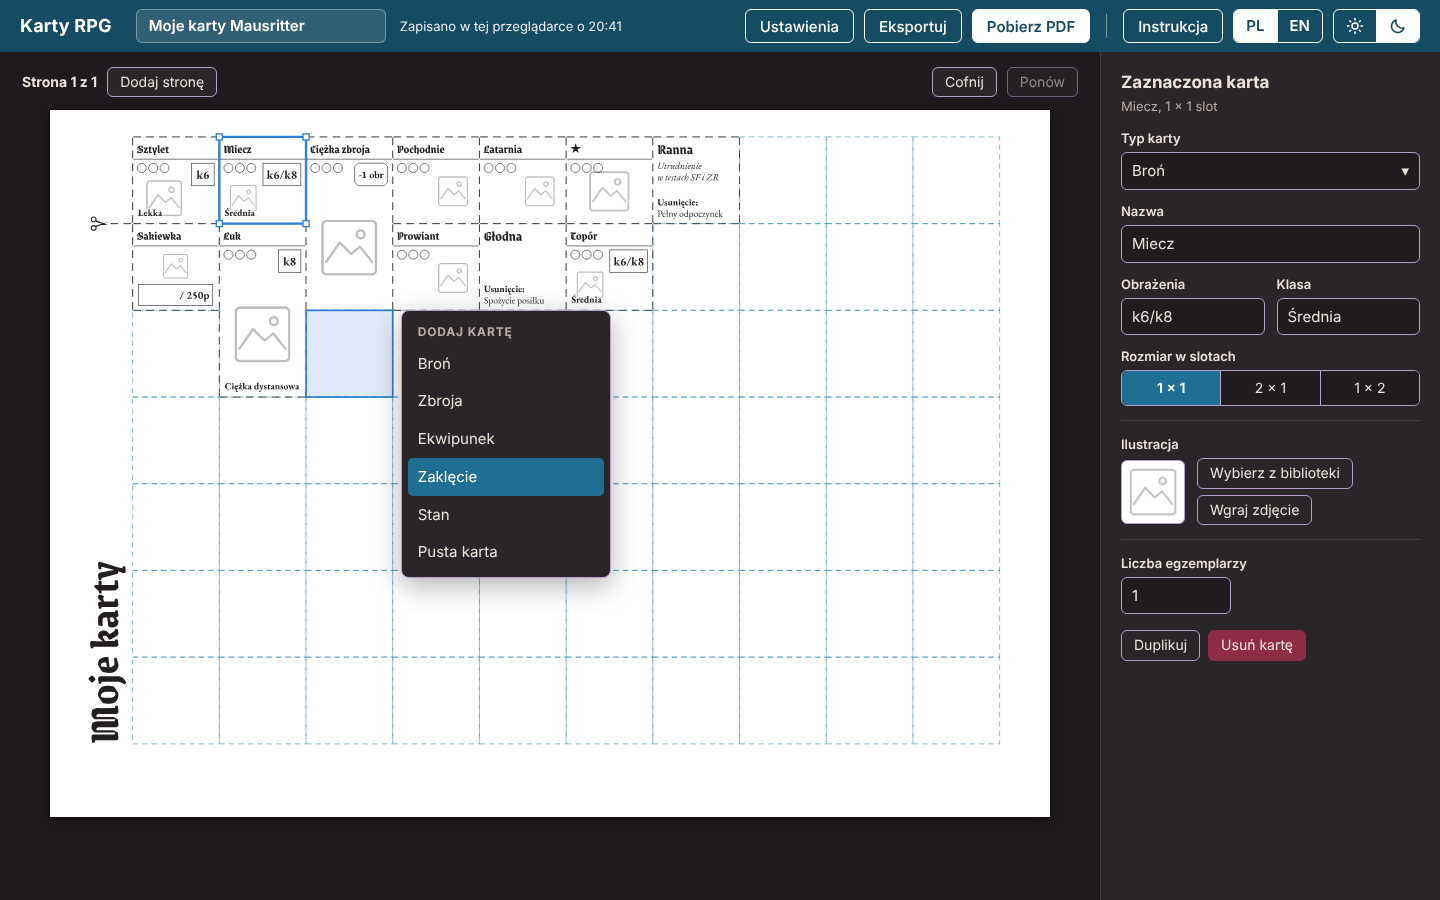 Karty RPG
Moje karty Mausritter
Zapisano w tej przeglądarce o 20:41
Ustawienia
Eksportuj
Pobierz PDF
Instrukcja
PL
EN
Strona 1 z 1
Dodaj stronę
Cofnij
Ponów
Sztylet
k6
Lekka
Miecz
k6/k8
Średnia
Ciężka zbroja
-1 obr
Pochodnie
Latarnia
★
Ranna
Utrudnienie
w testach SF i ZR
Usunięcie:
Pełny odpoczynek
Sakiewka
/ 250p
Łuk
k8
Ciężka dystansowa
Prowiant
Głodna
Usunięcie:
Spożycie posiłku
Topór
k6/k8
Średnia
DODAJ KARTĘ
Broń
Zbroja
Ekwipunek
Zaklęcie
Stan
Pusta karta
Moje karty
Zaznaczona karta
Miecz, 1 × 1 slot
Typ karty
Broń
Nazwa
Miecz
Obrażenia
Klasa
k6/k8
Średnia
Rozmiar w slotach
1 × 1
2 × 1
1 × 2
Ilustracja
Wybierz z biblioteki
Wgraj zdjęcie
Liczba egzemplarzy
1
Duplikuj
Usuń kartę